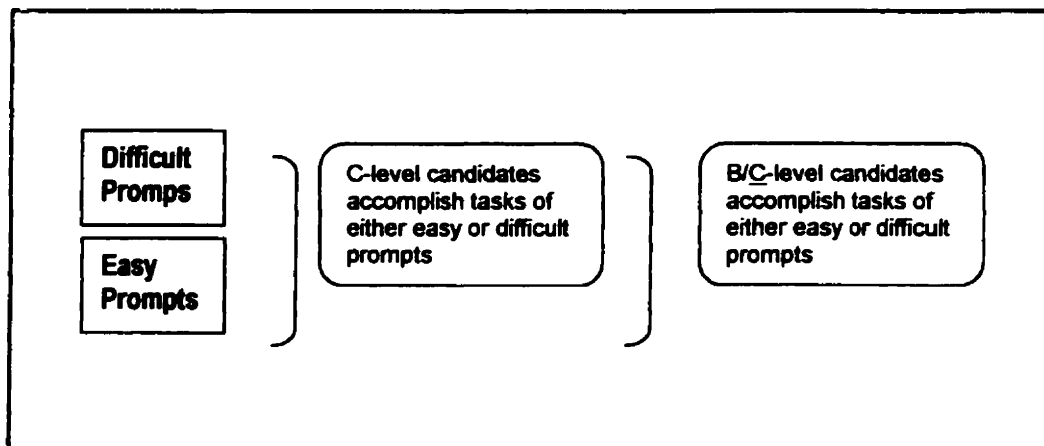 Difficult
Promps
Easy
Prompts
C-level candidates
accomplish tasks of
either easy or difficult
prompts
B/C-level candidates
accomplish tasks of
either easy or difficult
prompts